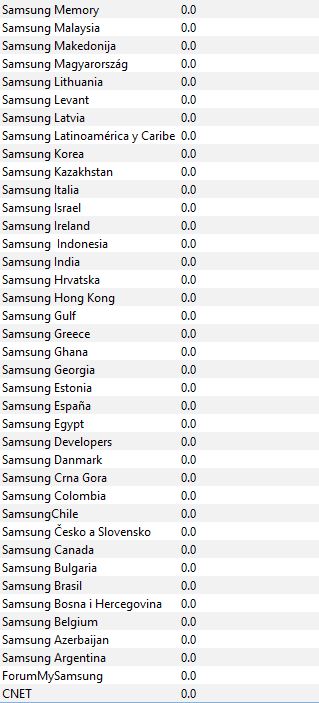 Samsung Memory 0.0
Samsung Malaysia 0.0
Samsung Makedonija 0.0
Samsung Magyarország 0.0
Samsung Lithuania 0.0
Samsung Levant 0.0
Samsung Latvia 0.0
Samsung Latinoamérica y Caribe 0.0
Samsung Korea 0.0
Samsung Kazakhstan 0.0
Samsung Italia 0.0
Samsung Israel 0.0
Samsung Ireland 0.0
Samsung  Indonesia 0.0
Samsung India 0.0
Samsung Hrvatska 0.0
Samsung Hong Kong 0.0
Samsung Gulf 0.0
Samsung Greece 0.0
Samsung Ghana 0.0
Samsung Georgia 0.0
Samsung Estonia 0.0
Samsung España 0.0
Samsung Egypt 0.0
Samsung Developers 0.0
Samsung Danmark 0.0
Samsung Crna Gora 0.0
Samsung Colombia 0.0
SamsungChile 0.0
Samsung Česko a Slovensko 0.0
Samsung Canada 0.0
Samsung Bulgaria 0.0
Samsung Brasil 0.0
Samsung Bosna i Hercegovina 0.0
Samsung Belgium 0.0
Samsung Azerbaijan 0.0
Samsung Argentina 0.0
ForumMySamsung 0.0
CNET 0.0